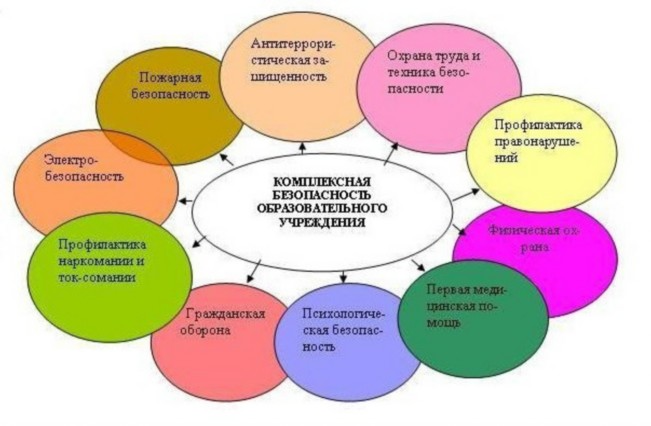 Антитеррори-
стическая за-
щищенность
Охрана труда и
техника безо-
пасности
Пожарная
безопасность
Профилактика
правонаруше-
ний
Электро-
безопасность
КОМПЛЕКСНАЯ
БЕЗОПАСНОСТЬ
ОБРАЗОВАТЕЛЬНОГО
УЧРЕЖДЕНИЯ
Физическая ох-
рана
Профилактика
наркомании и
ток-сомании
Первая меди-
цинская по-
мощь
Гражданская
оборона
Психологиче-
ская безопас-
ность